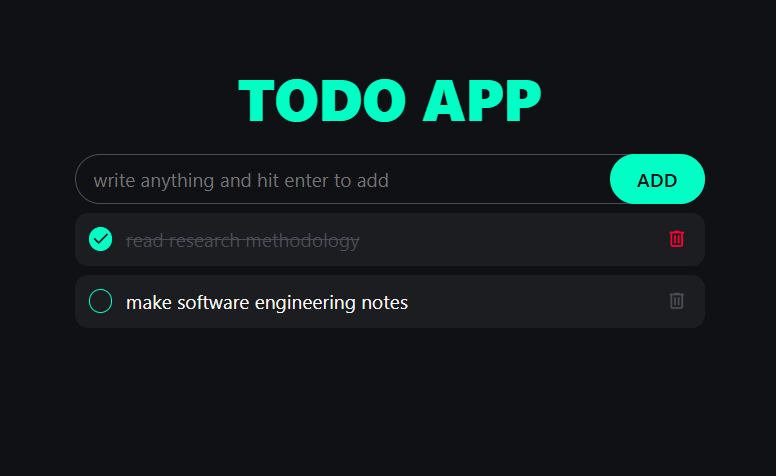 TODO APP
write anything and hit enter to add
ADD
read research methodology
make software engineering notes